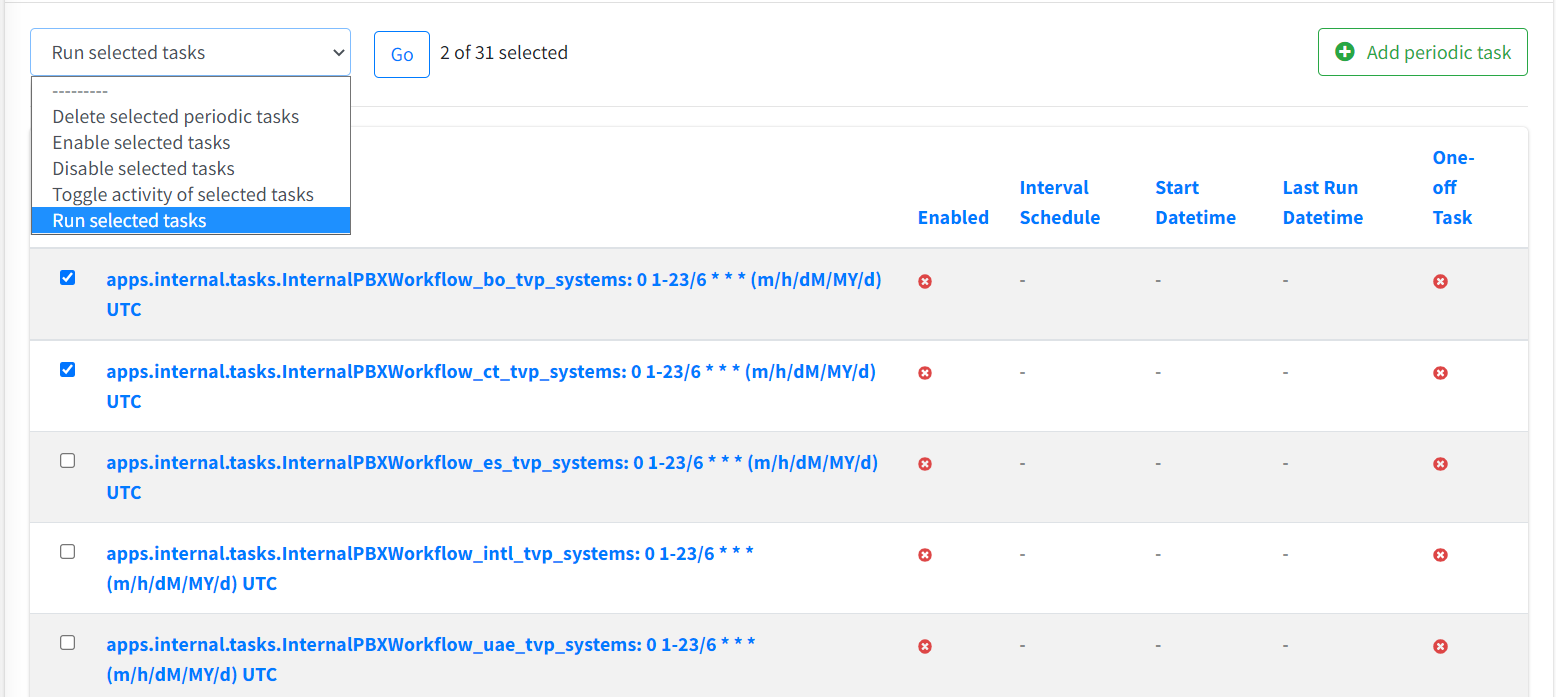 Run selected tasks
Go
2 of 31 selected
Add periodic task
---------
Delete selected periodic tasks
Enable selected tasks
Disable selected tasks
Toggle activity of selected tasks
Run selected tasks
Enabled
Interval
Schedule
Start
Datetime
Last Run
Datetime
One-
off
Task
apps.internal.tasks.InternalPBXWorkflow_bo_tvp_systems: 0 1-23/6 * * * (m/h/dM/MY/d)
UTC
-
-
-
apps.internal.tasks.InternalPBXWorkflow_ct_tvp_systems: 0 1-23/6 * * * (m/h/dM/MY/d)
UTC
-
-
-
apps.internal.tasks.InternalPBXWorkflow_es_tvp_systems: 0 1-23/6 * * * (m/h/dM/MY/d)
UTC
-
-
-
apps.internal.tasks.InternalPBXWorkflow_intl_tvp_systems: 0 1-23/6 * * *
(m/h/dM/MY/d) UTC
-
-
-
apps.internal.tasks.InternalPBXWorkflow_uae_tvp_systems: 0 1-23/6 * * *
(m/h/dM/MY/d) UTC
-
-
-